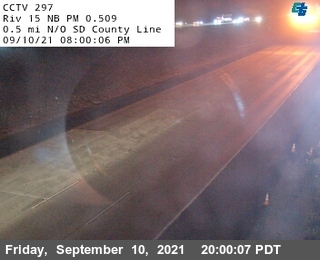 CCTV 297
Riv 15 NB PM 0.509
0.5 mi N/O SD County Line
09/10/21 08:00:06 PM
Friday, September 10, 2021 20:00:07 PDT